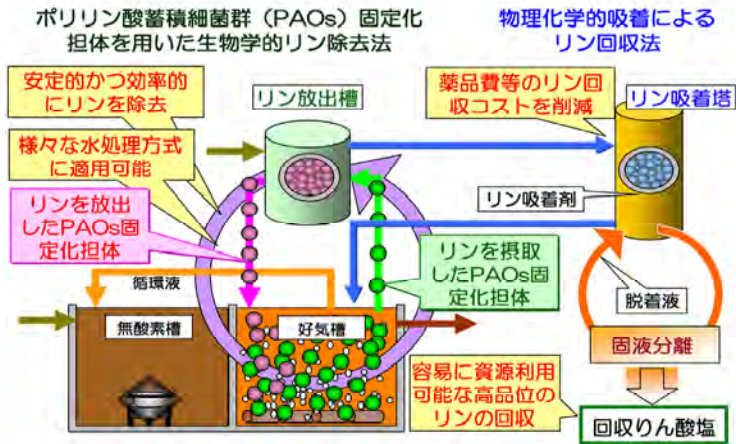 ポリリン酸蓄積細菌群（PAOs）固定化
担体を用いた生物学的リン除去法
物理化学的吸着による
リン回収法
安定的かつ効率的
にリンを除去
リン放出槽
薬品費等のリン回
収コストを削減
リン吸着塔
様々な水処理方式
に適用可能
リン吸着剤
リンを放出
したPAOs固
定化担体
リンを摂取
したPAOs固
定化担体
循環液
脱着液
無酸素槽
好気槽
固液分離
容易に資源利用
可能な高品位の
リンの回収
回収りん酸塩